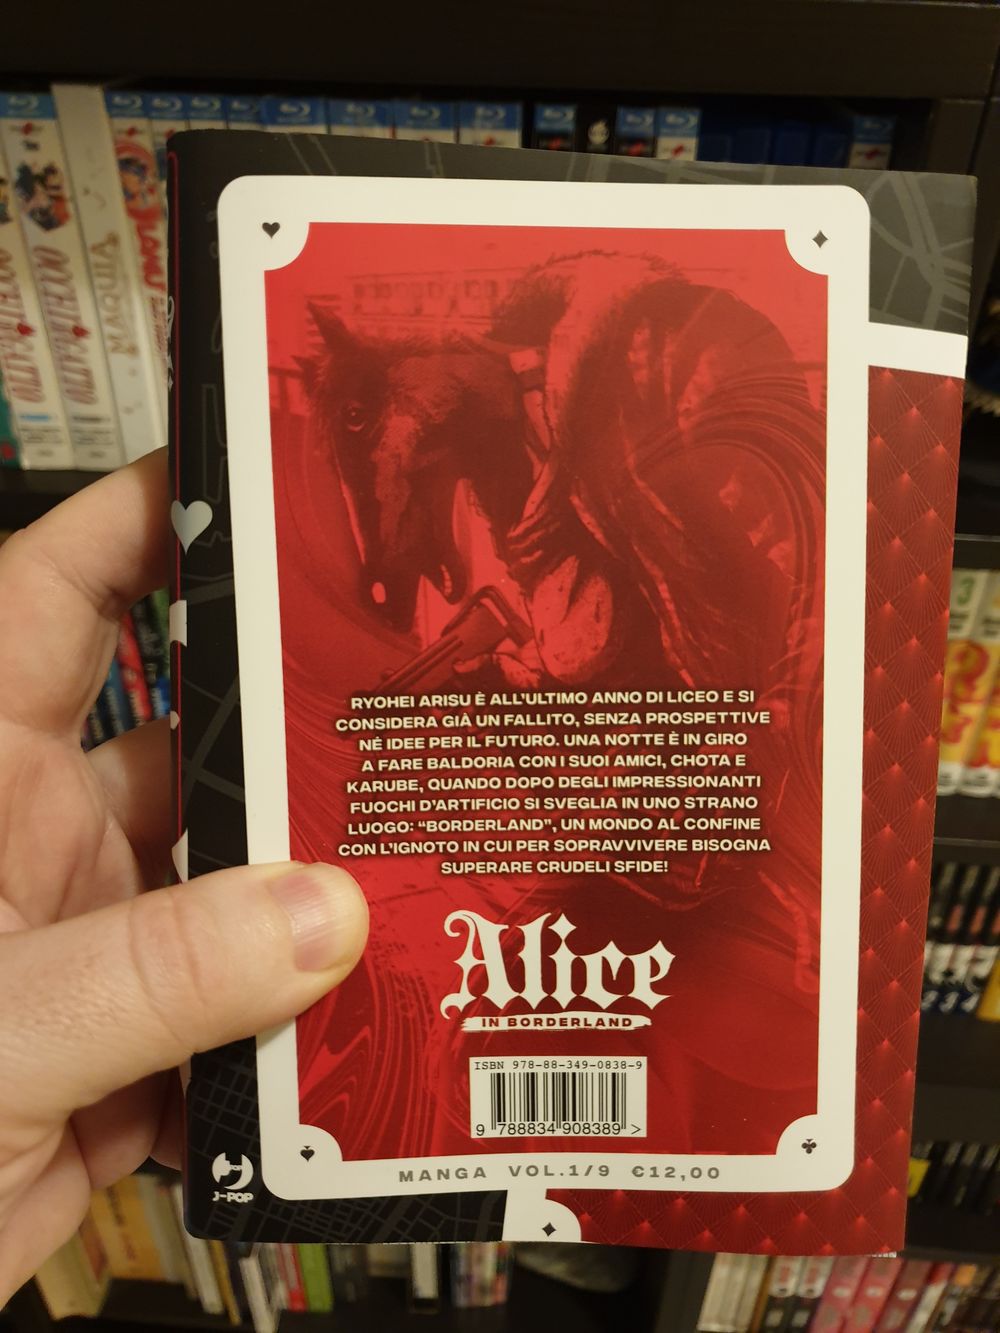 RYOHEI ARISU È ALL'ULTIMO ANNO DI LICEO E SI
CONSIDERA GIÀ UN FALLITO, SENZA PROSPETTIVE
NÉ IDEE PER IL FUTURO. UNA NOTTE È IN GIRO
A FARE BALDORIA CON I SUOI AMICI, CHOTA E
KARUBE, QUANDO DOPO DEGLI IMPRESSIONANTI
FUOCHI D'ARTIFICIO SI SVEGLIA IN UNO STRANO
LUOGO: “BORDERLAND”, UN MONDO AL CONFINE
CON L'IGNOTO IN CUI PER SOPRAVVIVERE BISOGNA
SUPERARE CRUDELI SFIDE!
Alice
IN BORDERLAND
ISBN 978-88-349-0838-9
9 788834 908389 >
MANGA VOL.1/9 €12,00
J-POP
MAQUIA